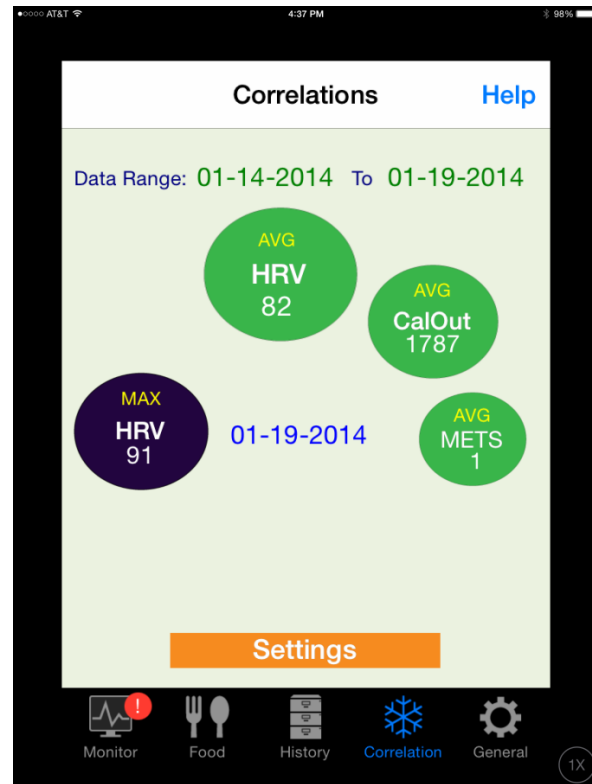 AT&T 4:37 PM 98%
Correlations Help
Data Range: 01-14-2014 To 01-19-2014
AVG
HRV
82
AVG
CalOut
1787
MAX
HRV
91
01-19-2014
AVG
METS
1
Settings
!
Monitor Food History Correlation General
1X